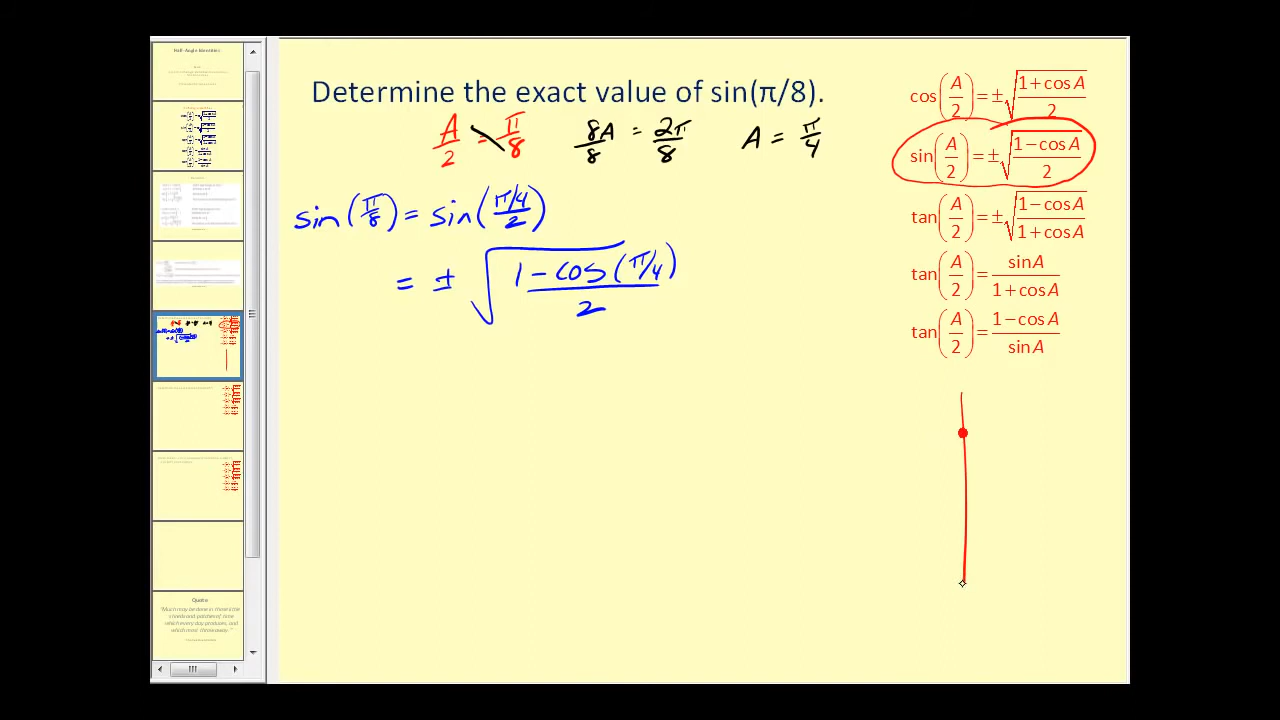 Half-Angle Identities
Determine the exact value of sin(π/8).
A/2 = π/8 8A/8 = 2π/8 A = π/4
sin(π/8) = sin((π/4)/2)
= ± √((1 - cos(π/4))/2)
cos(A/2) = ± √((1 + cosA)/2)
sin(A/2) = ± √((1 - cosA)/2)
tan(A/2) = ± √((1 - cosA)/(1 + cosA))
tan(A/2) = sinA/(1 + cosA)
tan(A/2) = (1 - cosA)/sinA
Quote